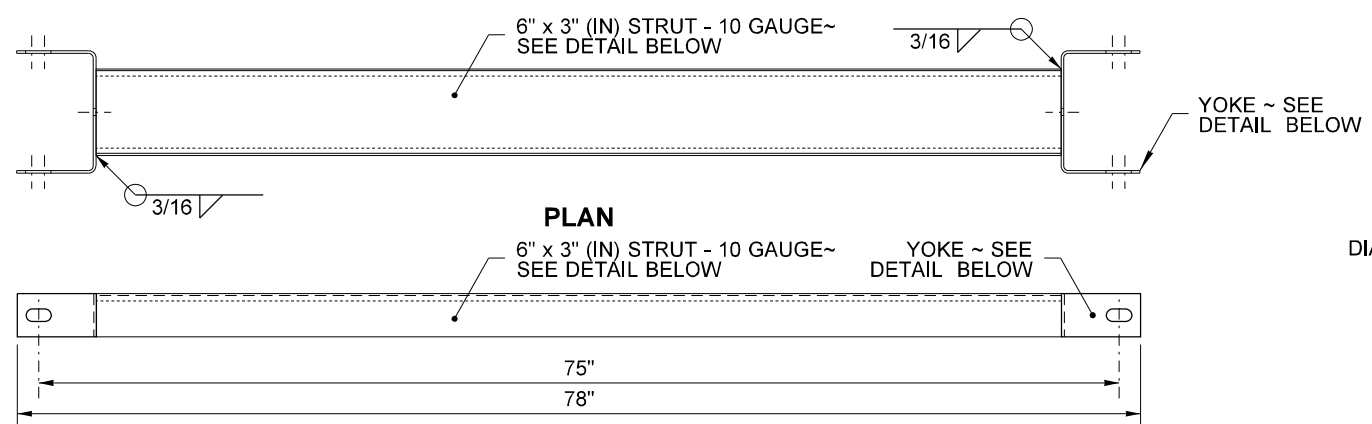 6" x 3" (IN) STRUT - 10 GAUGE~
SEE DETAIL BELOW
3/16
YOKE ~ SEE
DETAIL BELOW
3/16
PLAN
6" x 3" (IN) STRUT - 10 GAUGE~
SEE DETAIL BELOW
YOKE ~ SEE
DETAIL BELOW
DIA
75"
78"